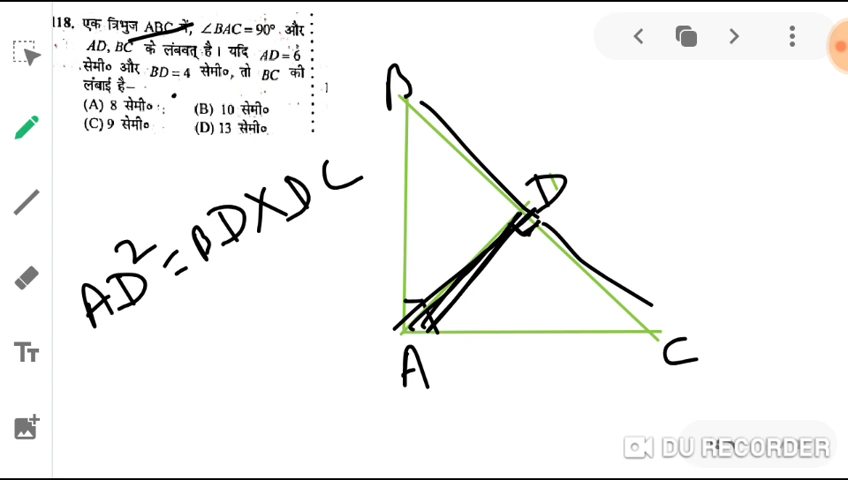 118. एक त्रिभुज ABC में, ∠BAC = 90° और
AD, BC के लंबवत् है। यदि AD = 6
सेमी० और BD = 4 सेमी०, तो BC की
लंबाई है–
(A) 8 सेमी० (B) 10 सेमी०
(C) 9 सेमी० (D) 13 सेमी०
B
D
AD² = BD X DC
A
C
Tт
DU RECORDER